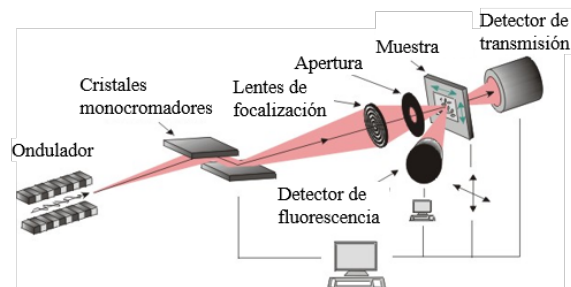 Detector de
transmisión
Muestra
Apertura
Lentes de
focalización
Cristales
monocromadores
Ondulador
Detector de
fluorescencia